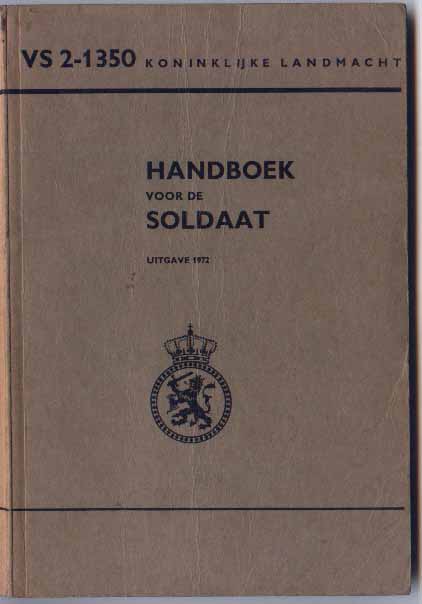 VS 2-1350 KONINKLIJKE LANDMACHT
HANDBOEK
VOOR DE
SOLDAAT
UITGAVE 1972